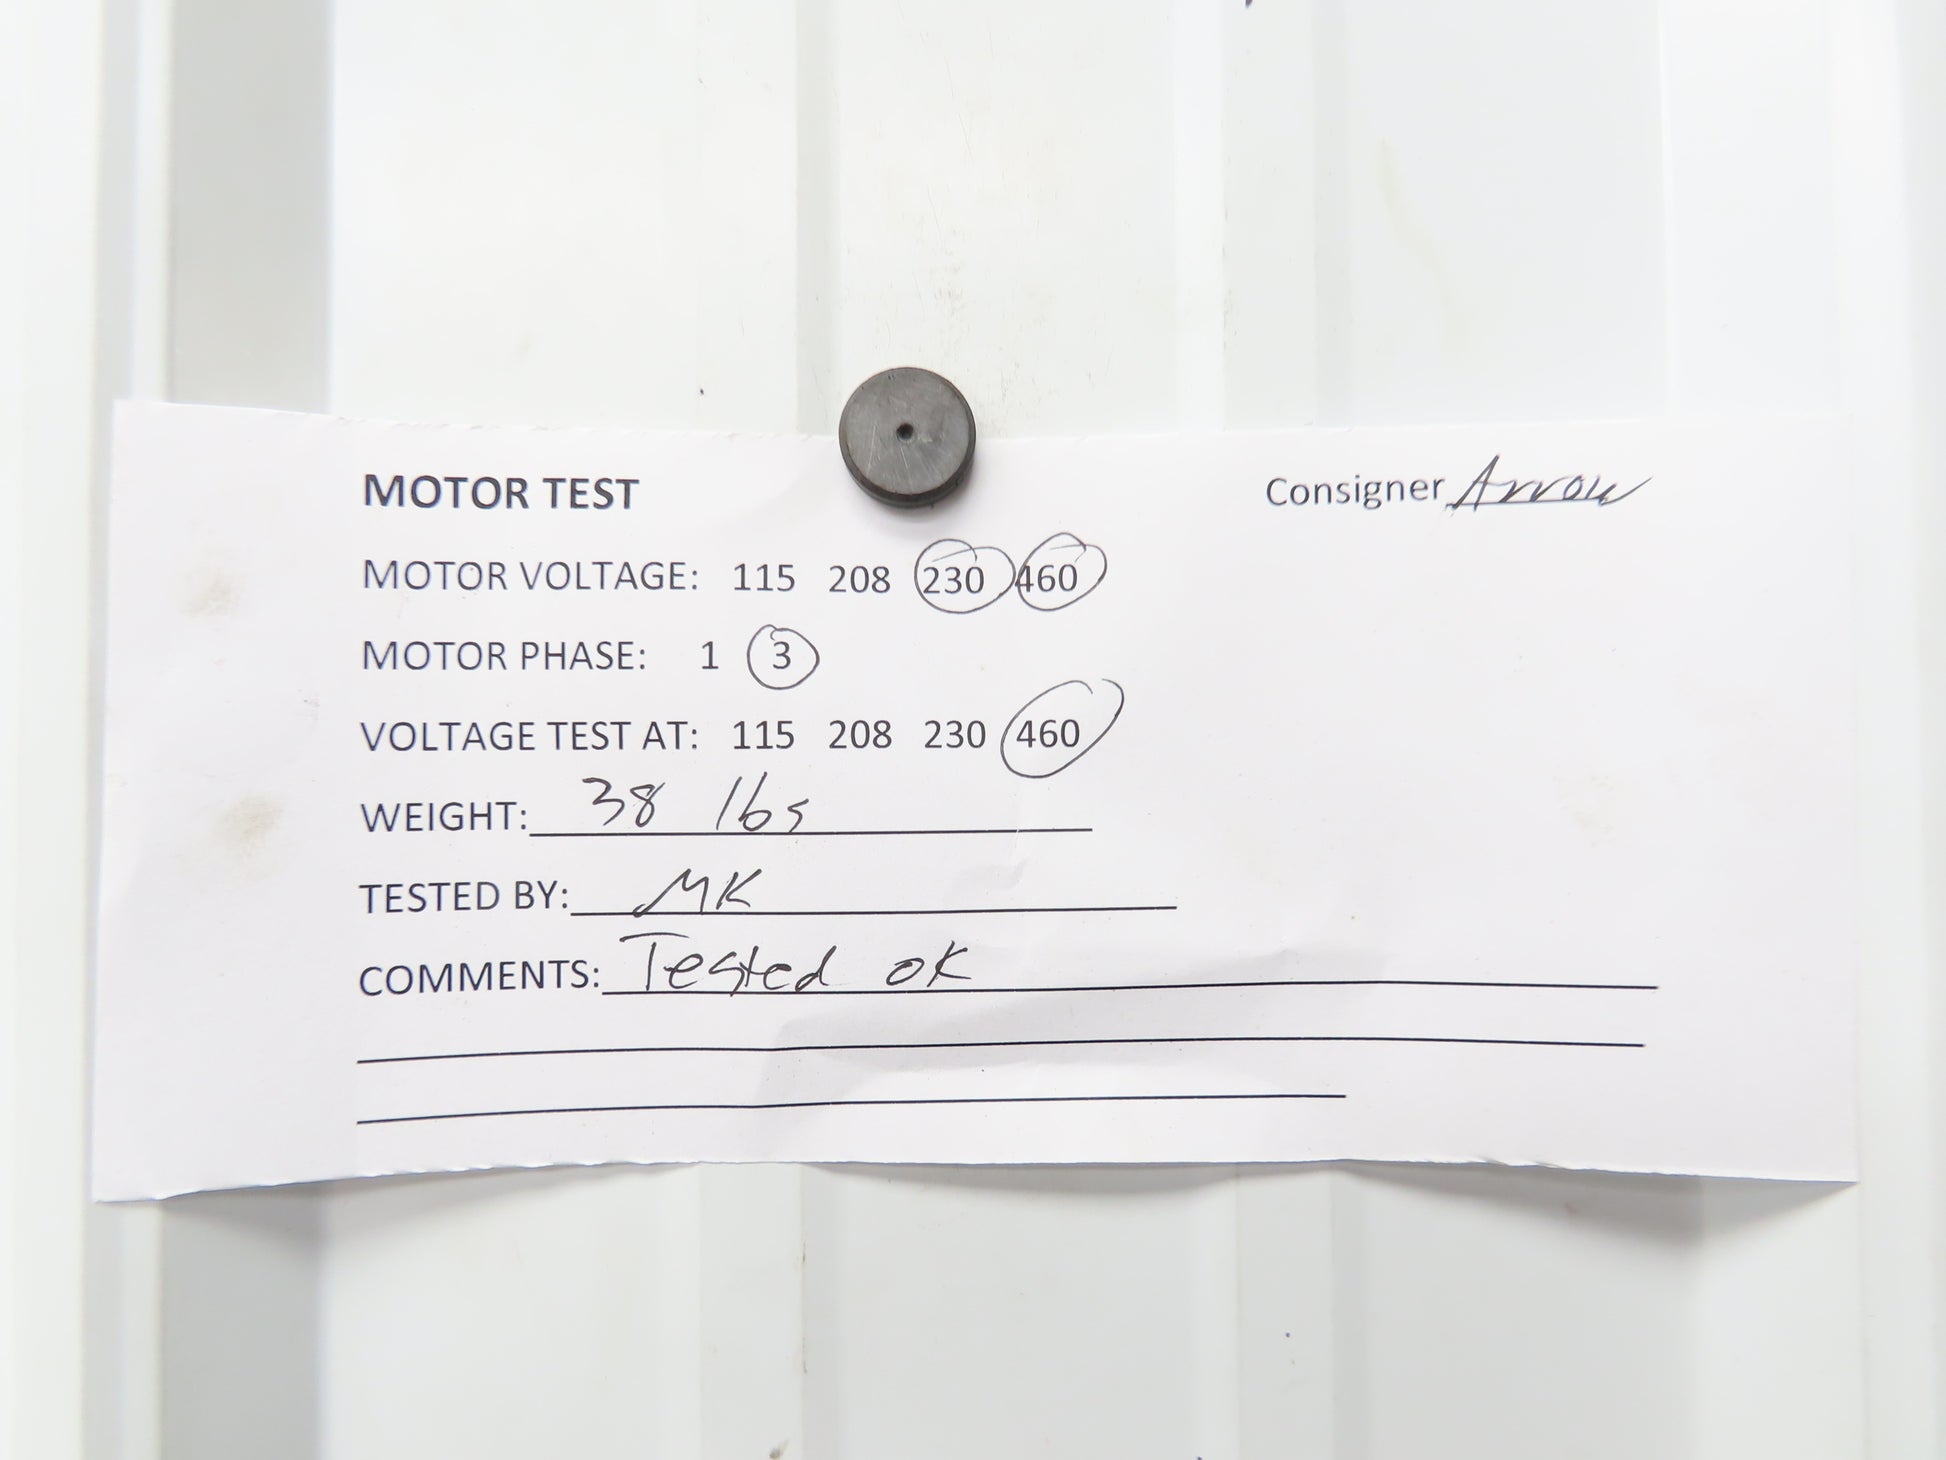 MOTOR TEST Consigner Arrow
MOTOR VOLTAGE: 115 208 230 460
MOTOR PHASE: 1 3
VOLTAGE TEST AT: 115 208 230 460
WEIGHT: 38 lbs
TESTED BY: MK
COMMENTS: Tested ok